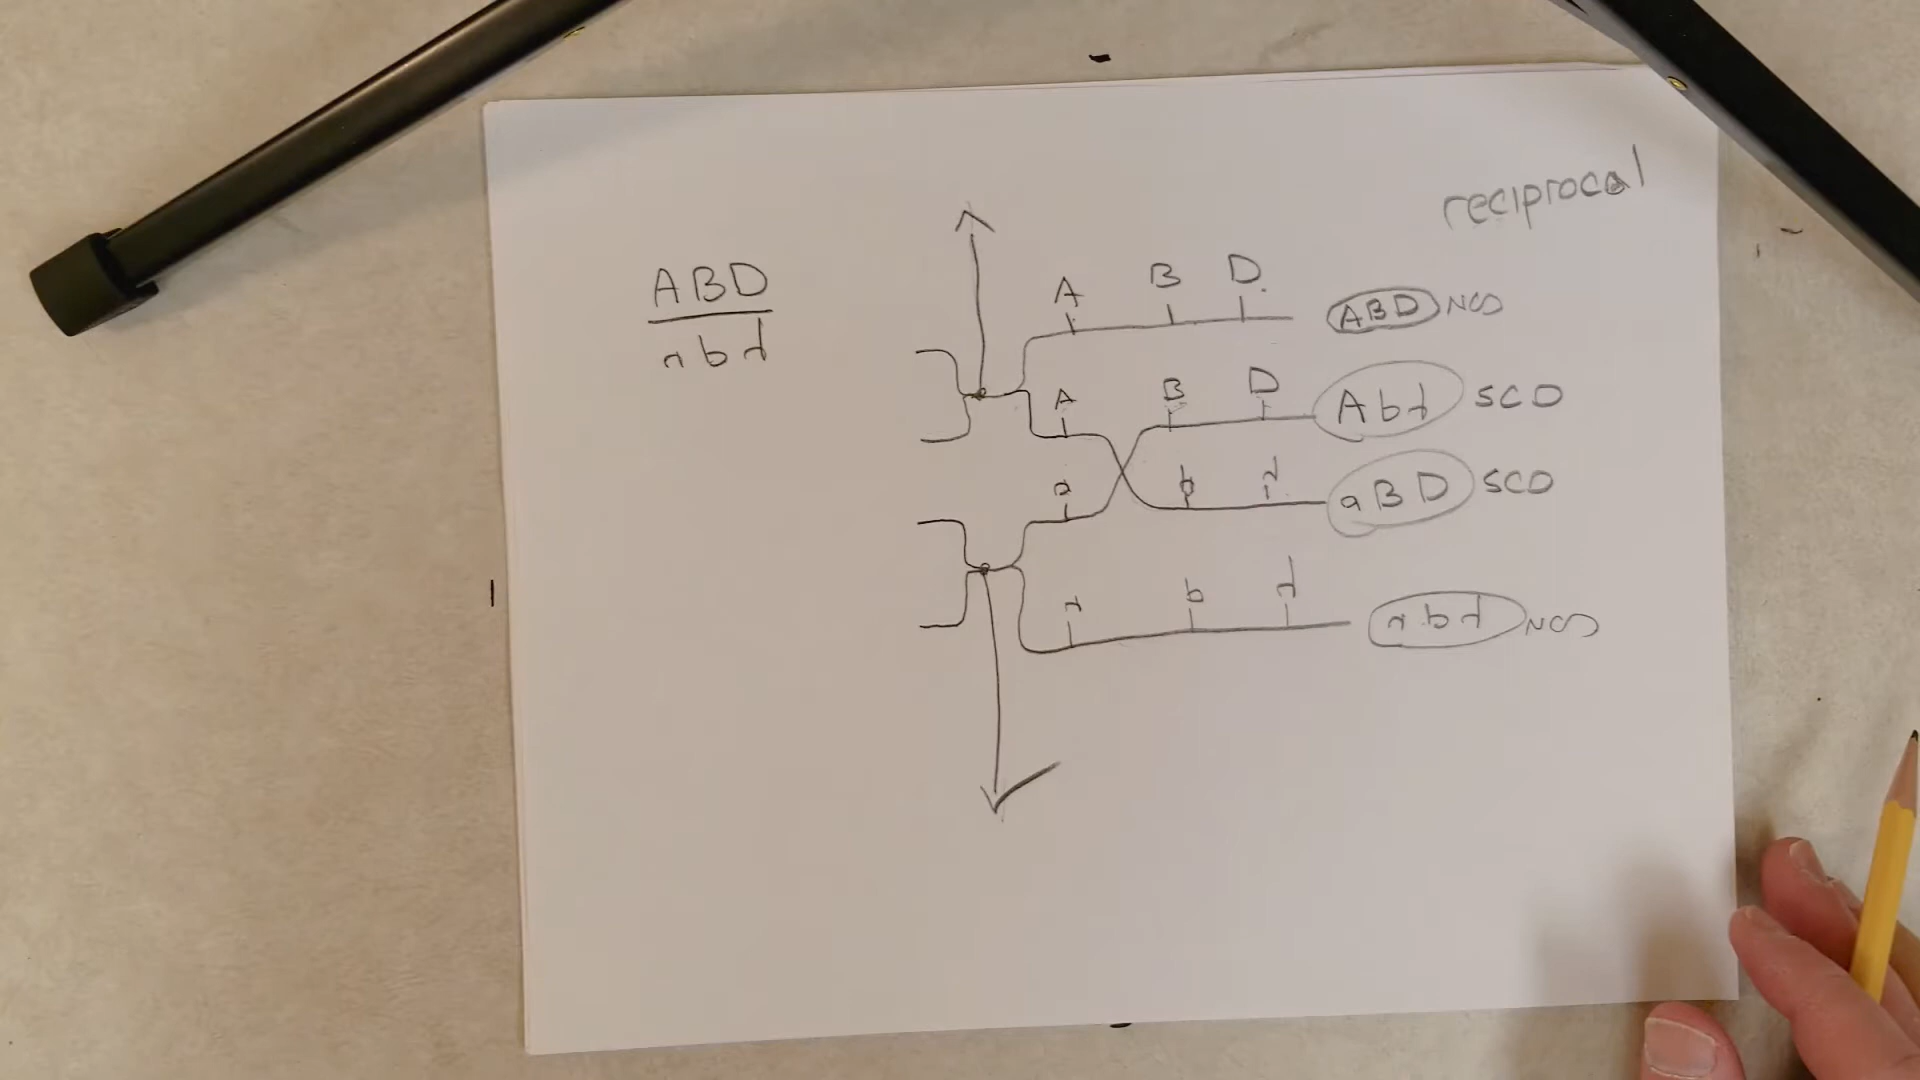 reciprocal
ABD
abd
A B D
ABD NCO
A B D
Abd SCO
a b d
aBD SCO
a b d
abd NCO